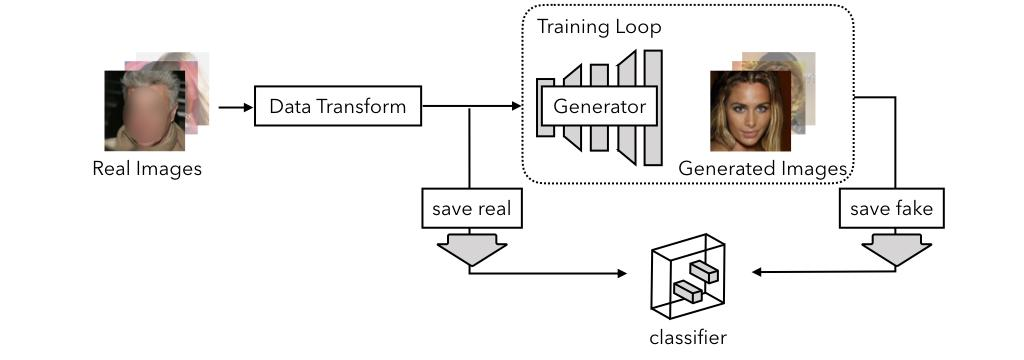 Training Loop
Data Transform
Generator
Real Images
Generated Images
save real
save fake
classifier